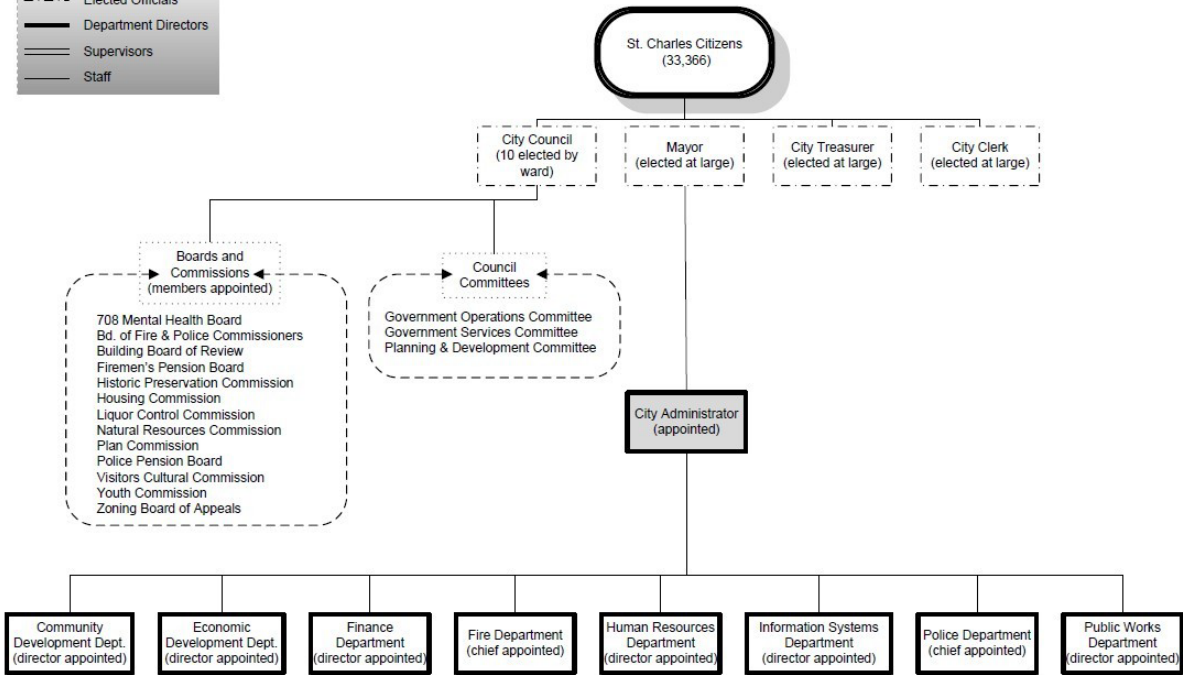 Elected Officials
Department Directors
Supervisors
Staff
St. Charles Citizens
(33,366)
City Council
(10 elected by
ward)
Mayor
(elected at large)
City Treasurer
(elected at large)
City Clerk
(elected at large)
Boards and
Commissions
(members appointed)
708 Mental Health Board
Bd. of Fire & Police Commissioners
Building Board of Review
Firemen's Pension Board
Historic Preservation Commission
Housing Commission
Liquor Control Commission
Natural Resources Commission
Plan Commission
Police Pension Board
Visitors Cultural Commission
Youth Commission
Zoning Board of Appeals
Council
Committees
Government Operations Committee
Government Services Committee
Planning & Development Committee
City Administrator
(appointed)
Community
Development Dept.
(director appointed)
Economic
Development Dept.
(director appointed)
Finance
Department
(director appointed)
Fire Department
(chief appointed)
Human Resources
Department
(director appointed)
Information Systems
Department
(director appointed)
Police Department
(chief appointed)
Public Works
Department
(director appointed)